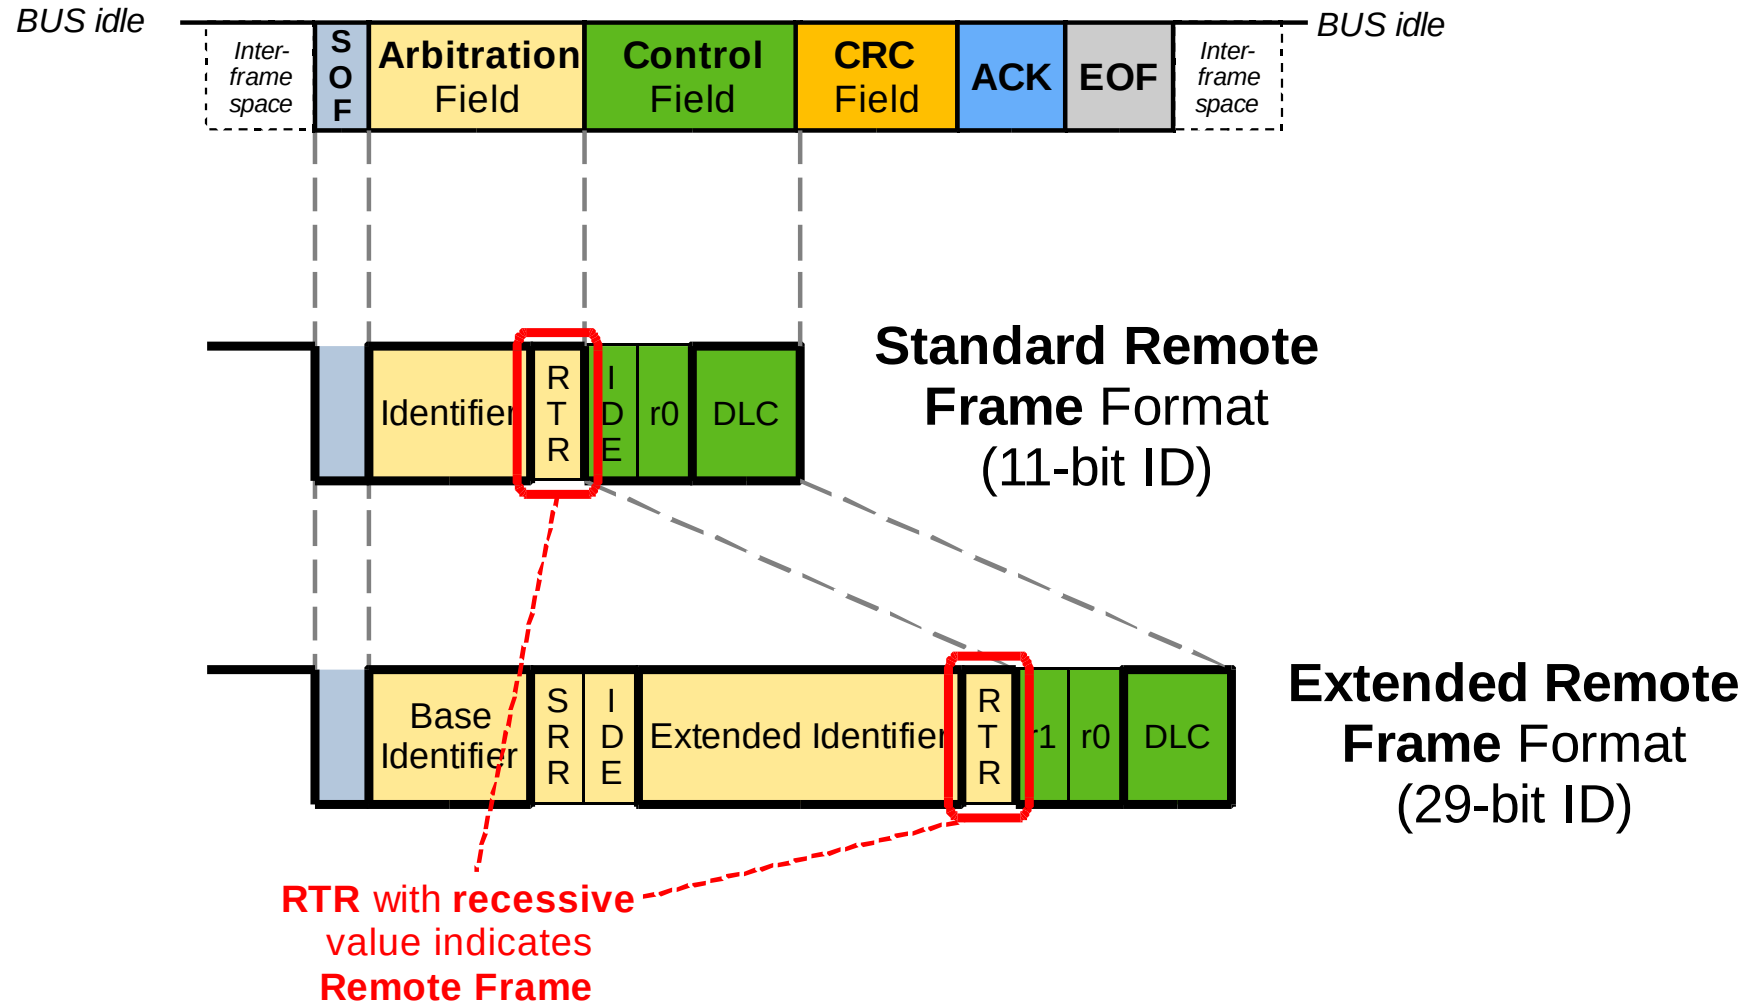 BUS idle
Inter-
frame
space
S
O
F
Arbitration
Field
Control
Field
CRC
Field
ACK
EOF
Inter-
frame
space
BUS idle
Identifier
R
T
R
I
D
E
r0
DLC
Standard Remote
Frame Format
(11-bit ID)
Base
Identifier
S
R
R
I
D
E
Extended Identifier
R
T
R
r1
r0
DLC
Extended Remote
Frame Format
(29-bit ID)
RTR with recessive
value indicates
Remote Frame